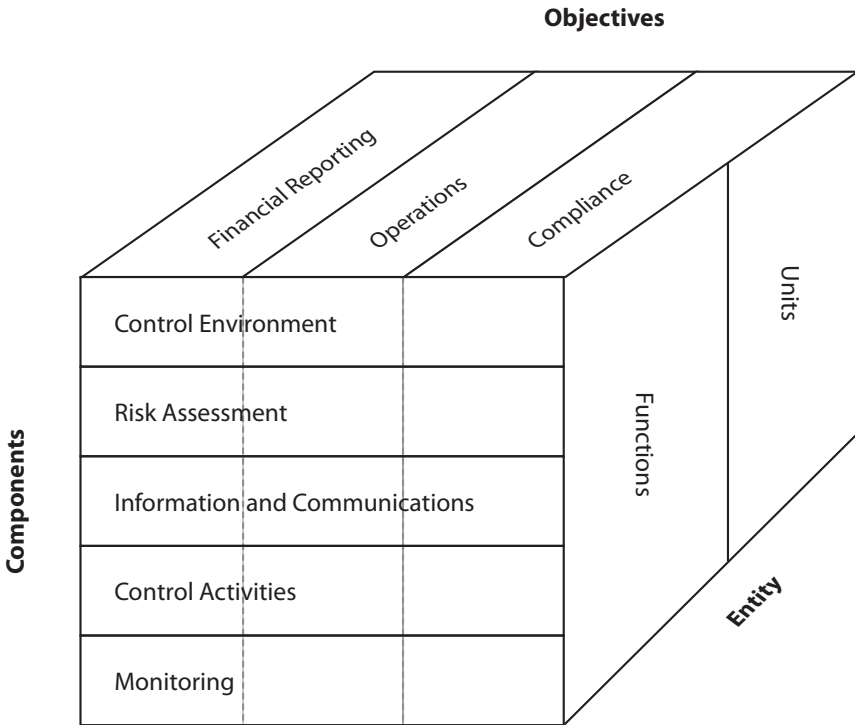 Objectives
Financial Reporting
Operations
Compliance
Control Environment
Risk Assessment
Information and Communications
Control Activities
Monitoring
Components
Functions
Units
Entity